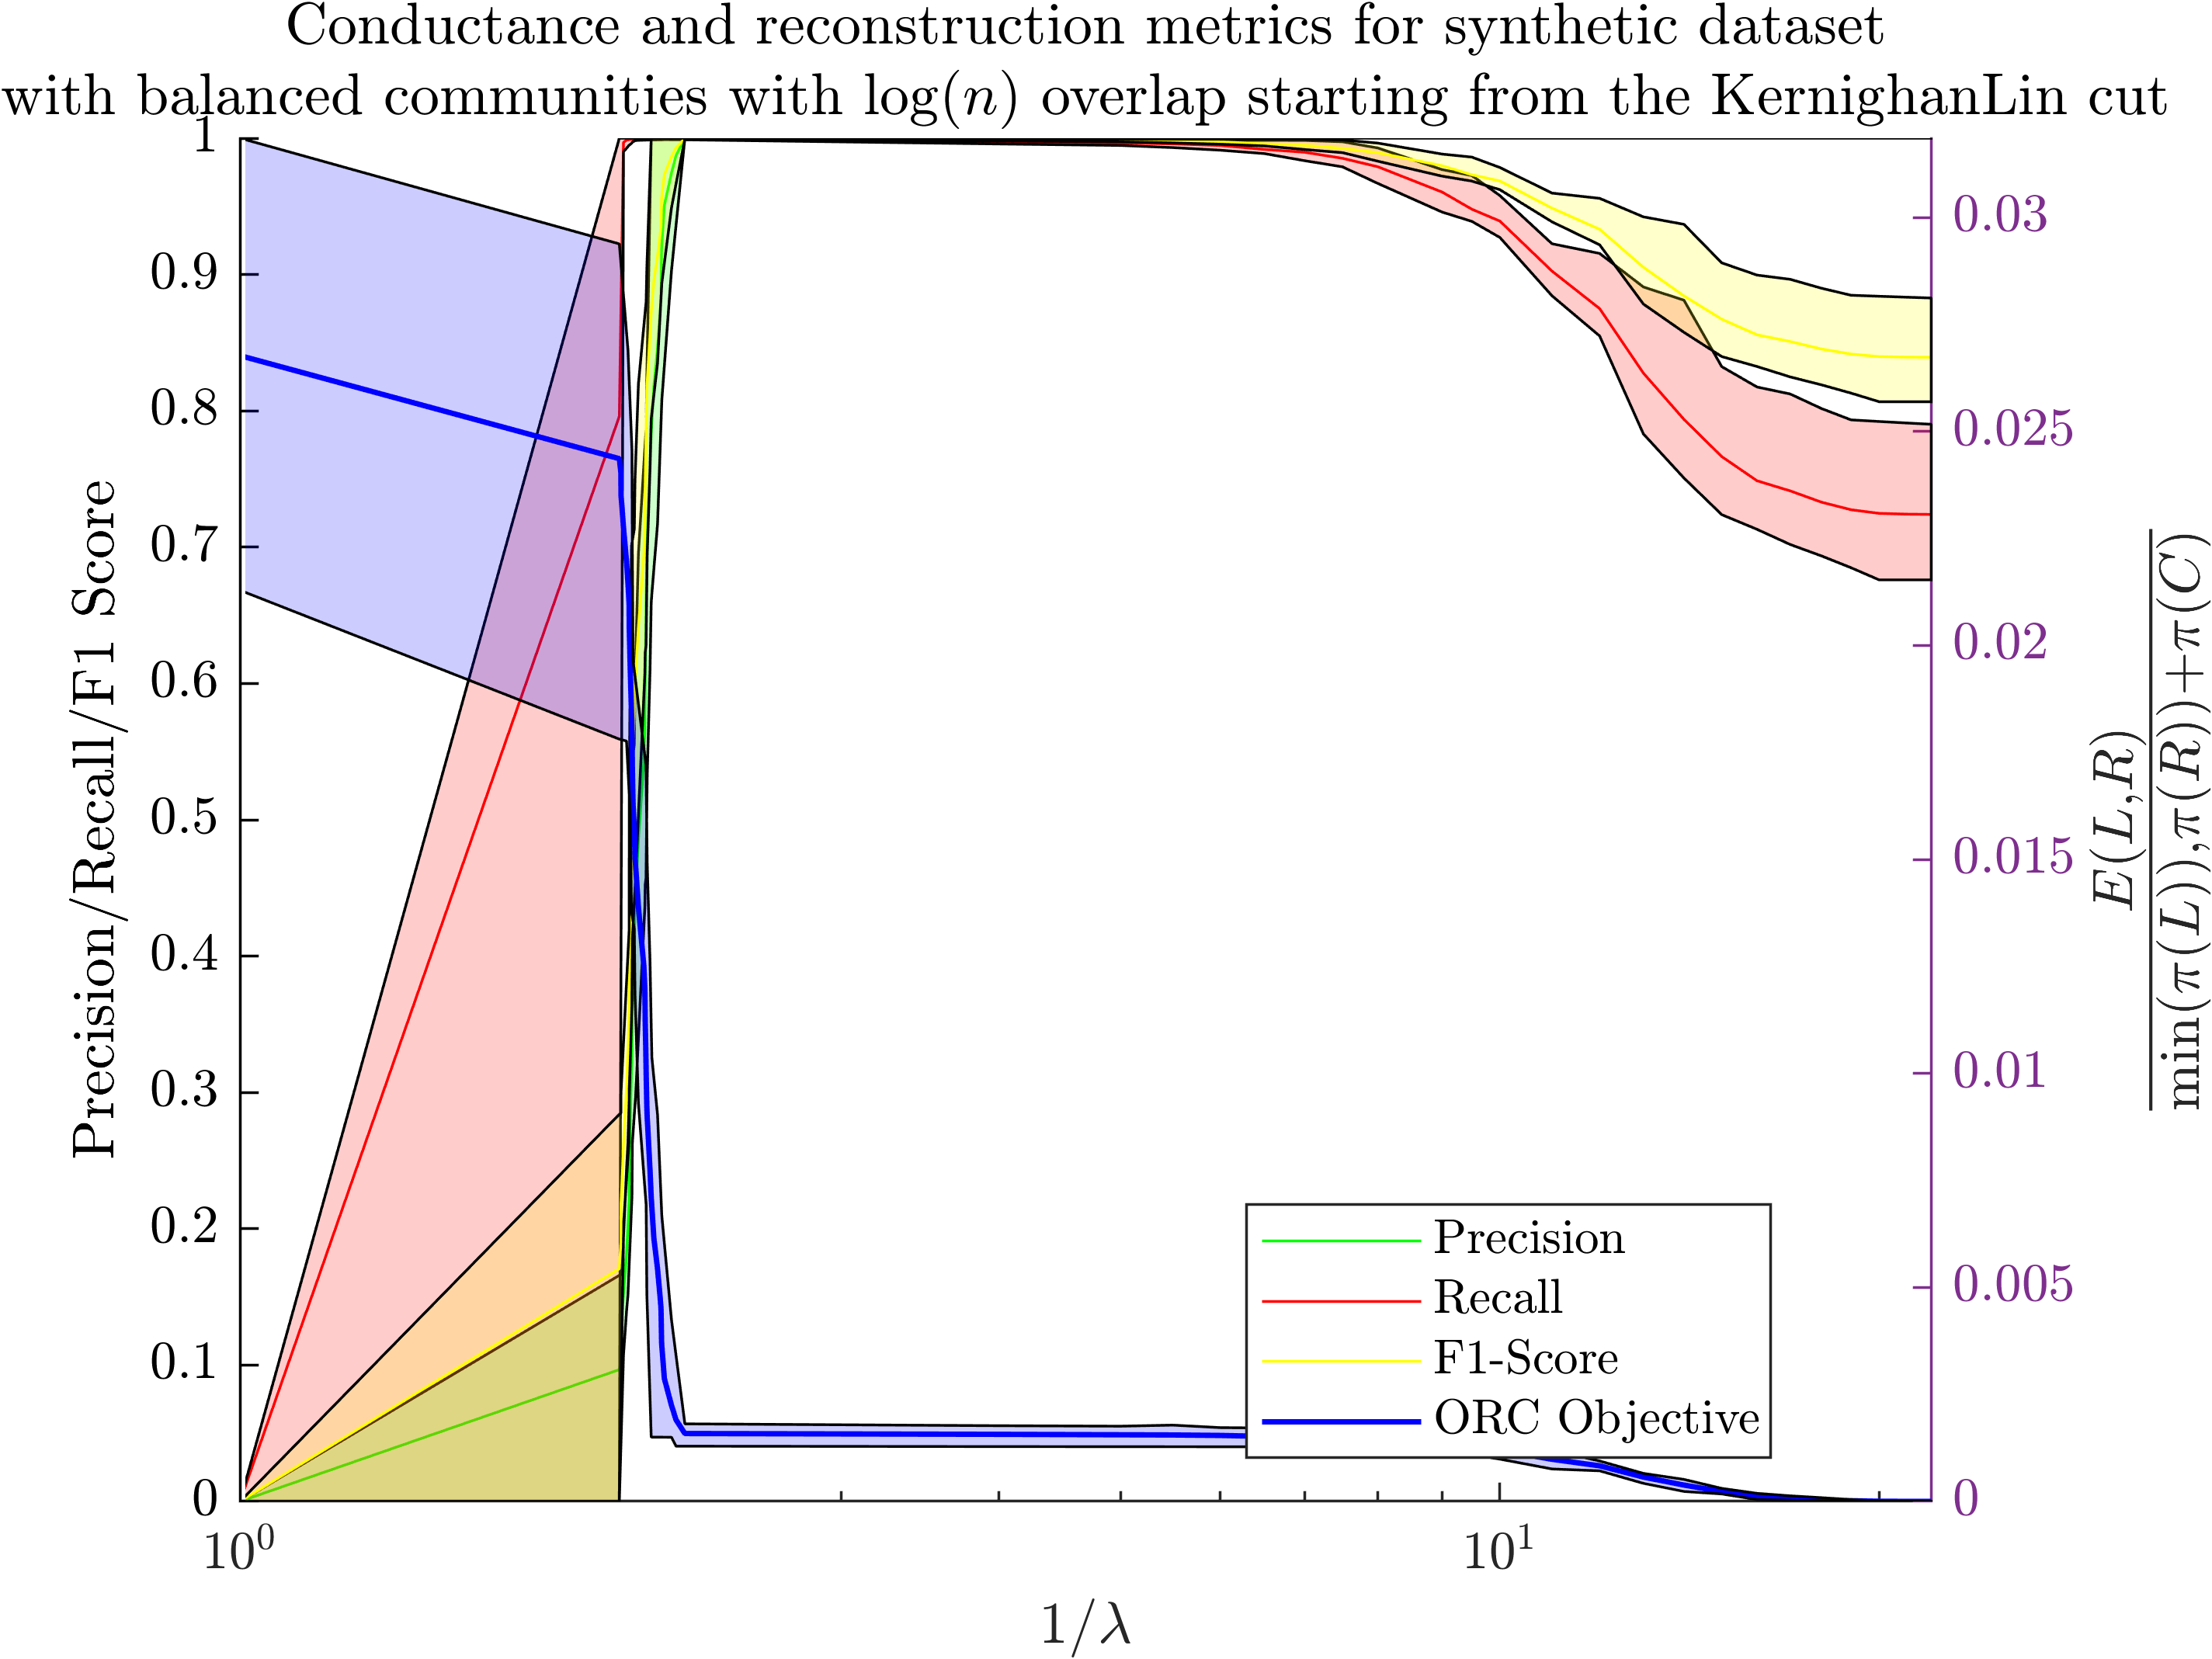 Conductance and reconstruction metrics for synthetic dataset
with balanced communities with log(n) overlap starting from the KernighanLin cut
1
0.9
0.8
0.7
0.6
0.5
0.4
0.3
0.2
0.1
0
Precision/Recall/F1 Score
0.03
0.025
0.02
0.015
0.01
0.005
0
E(L,R)
min(π(L)),π(R))+π(C)
Precision
Recall
F1-Score
ORC Objective
10⁰
10¹
1/λ